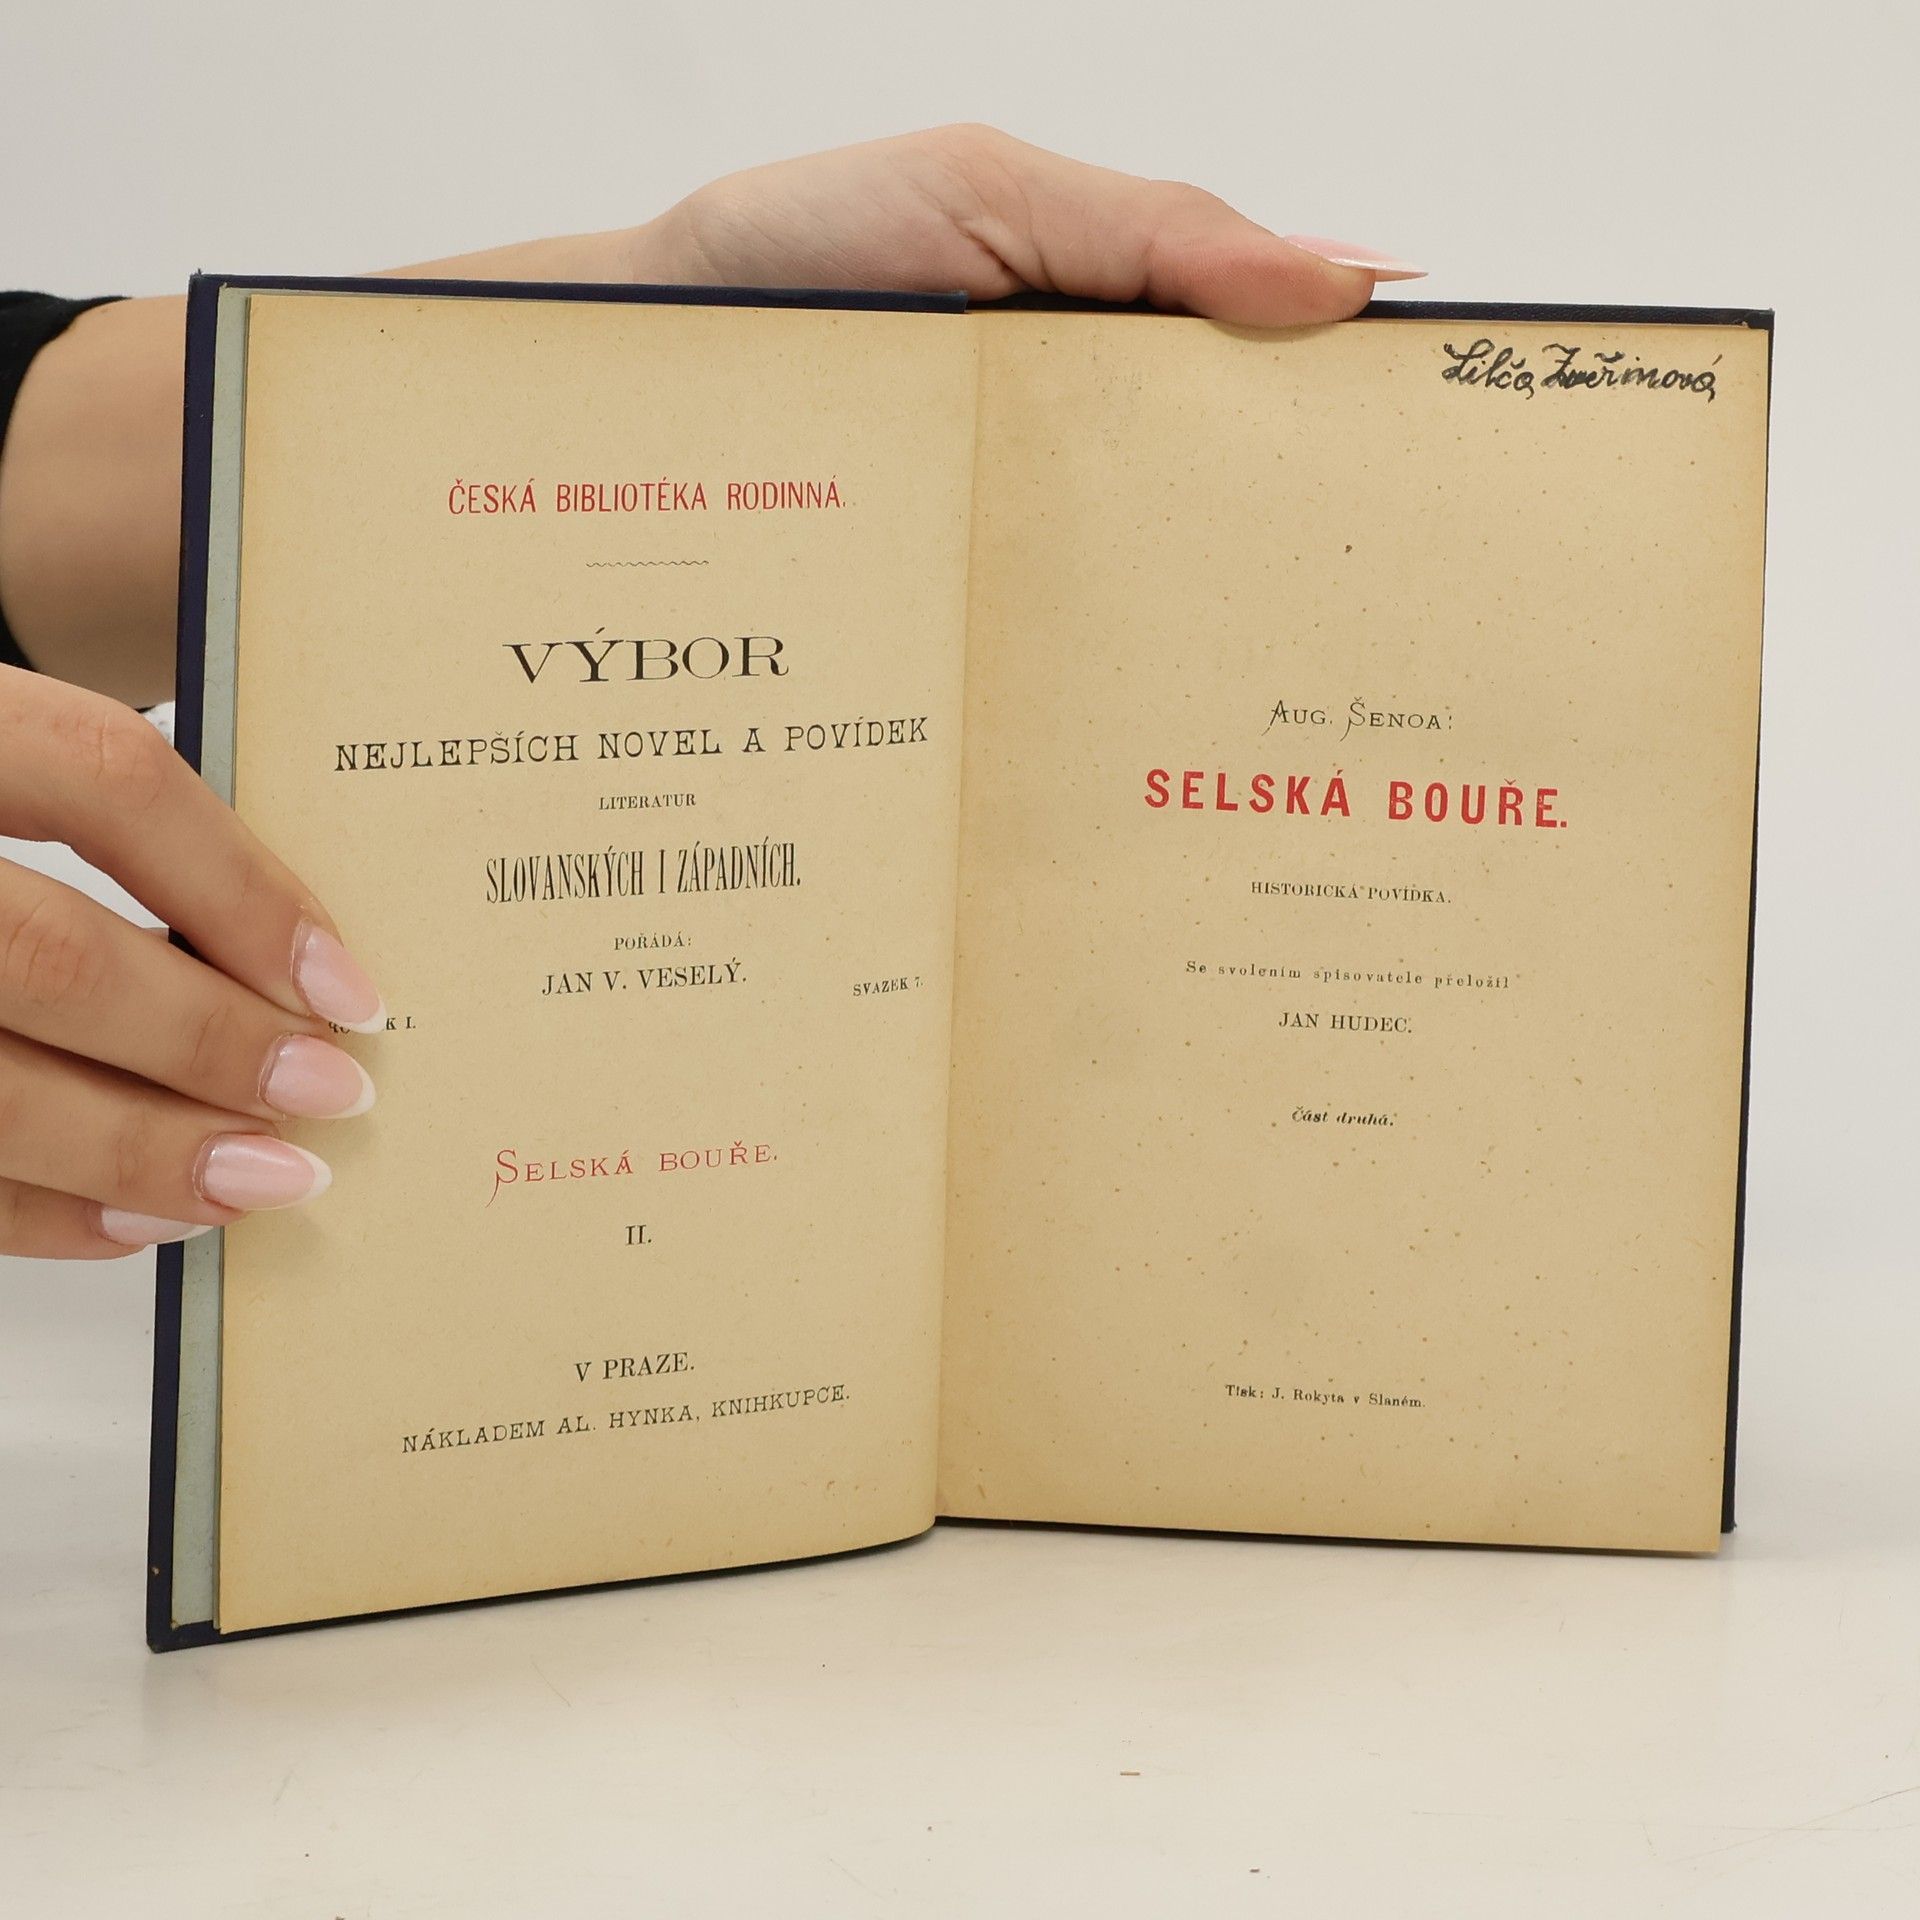 ČESKÁ BIBLIOTÉKA RODINNÁ.
VÝBOR
NEJLEPŠÍCH NOVEL A POVÍDEK
LITERATUR
SLOVANSKÝCH I ZÁPADNÍCH.
POŘÁDÁ:
JAN V. VESELÝ.
SVAZEK 7.
K I.
SELSKÁ BOUŘE.
II.
V PRAZE.
NÁKLADEM AL. HYNKA, KNIHKUPCE.
Zvěřinová
AUG. ŠENOA:
SELSKÁ BOUŘE.
HISTORICKÁ POVÍDKA.
Se svolením spisovatele přeložil
JAN HUDEC.
Část druhá.
Tisk: J. Rokyta v Slaném.